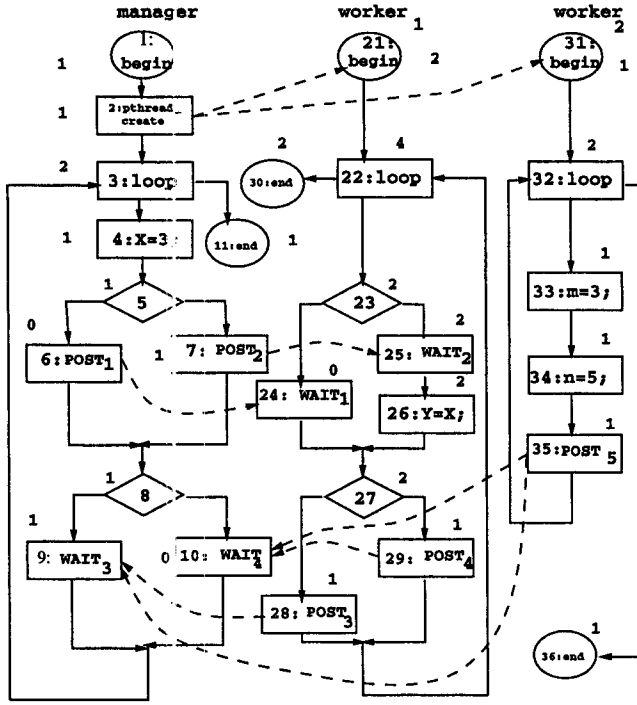 manager
worker
worker
1
2
1
1:
begin
21:
begin
2
31:
begin
1
1
2:pthread
create
2
2
4
2
3:loop
30:end
22:loop
32:loop
1
4:X=3
11:end
1
1
33:m=3;
1
5
2
23
0
2
6:POST1
1
7: POST2
25: WAIT2
1
34:n=5;
0
24: WAIT1
2
26:Y=X;
1
35:POST 5
1
8
2
27
1
9: WAIT3
0
10: WAIT4
1
29: POST4
1
28: POST3
1
36:end